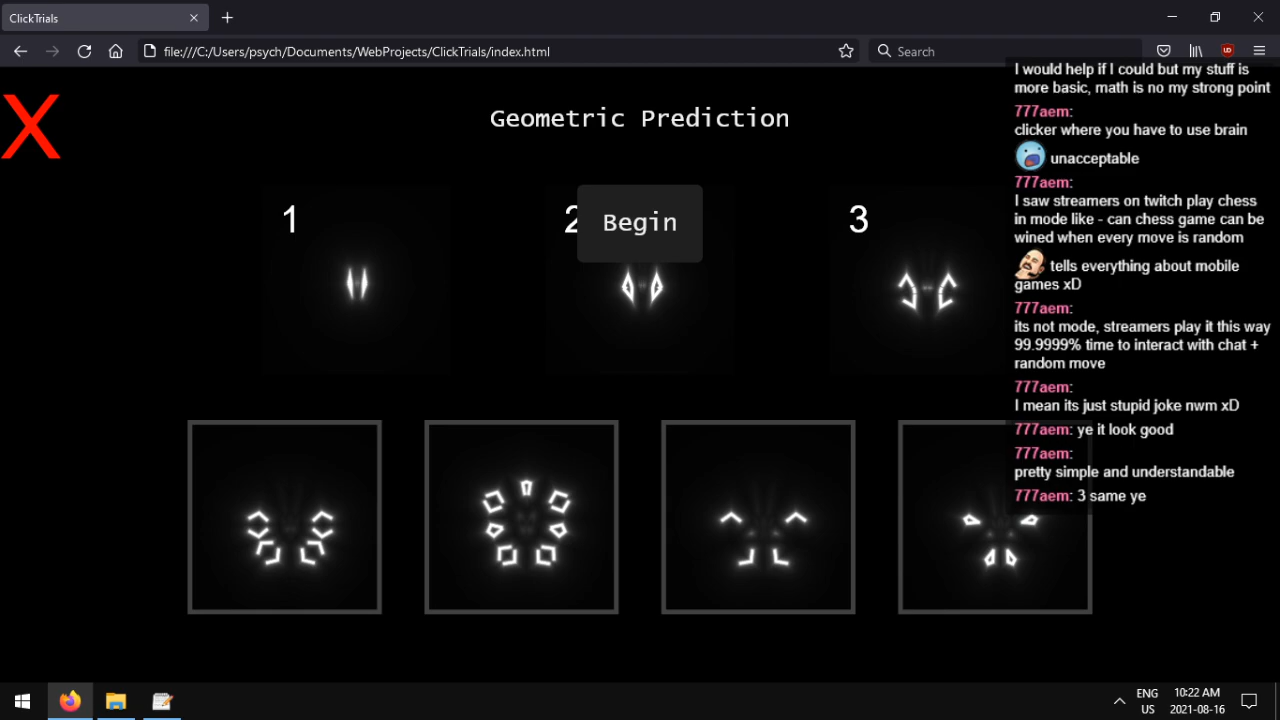 ClickTrials
file:///C:/Users/psych/Documents/WebProjects/ClickTrials/index.html
Search
X
Geometric Prediction
1
2
Begin
3
I would help if I could but my stuff is
more basic, math is no my strong point
777aem:
clicker where you have to use brain
unacceptable
777aem:
I saw streamers on twitch play chess
in mode like - can chess game can be
wined when every move is random
tells everything about mobile
games xD
777aem:
its not mode, streamers play it this way
99.9999% time to interact with chat +
random move
777aem:
I mean its just stupid joke nwm xD
777aem: ye it look good
777aem:
pretty simple and understandable
777aem: 3 same ye
ENG
US
10:22 AM
2021-08-16